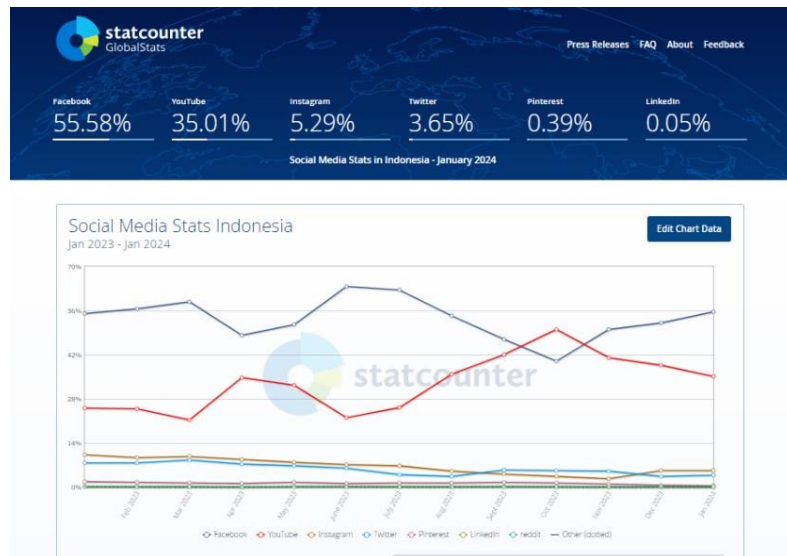 statcounter
GlobalStats
Press Releases FAQ About Feedback
Facebook YouTube Instagram Twitter Pinterest LinkedIn
55.58% 35.01% 5.29% 3.65% 0.39% 0.05%
Social Media Stats in Indonesia - January 2024
Social Media Stats Indonesia
Jan 2023 - Jan 2024
Edit Chart Data
70%
56%
42%
28%
14%
0%
statcounter
Feb 2023 Mar 2023 Apr 2023 May 2023 June 2023 July 2023 Aug 2023 Sept 2023 Oct 2023 Nov 2023 Dec 2023 Jan 2024
Facebook YouTube Instagram Twitter Pinterest LinkedIn reddit Other (dotted)